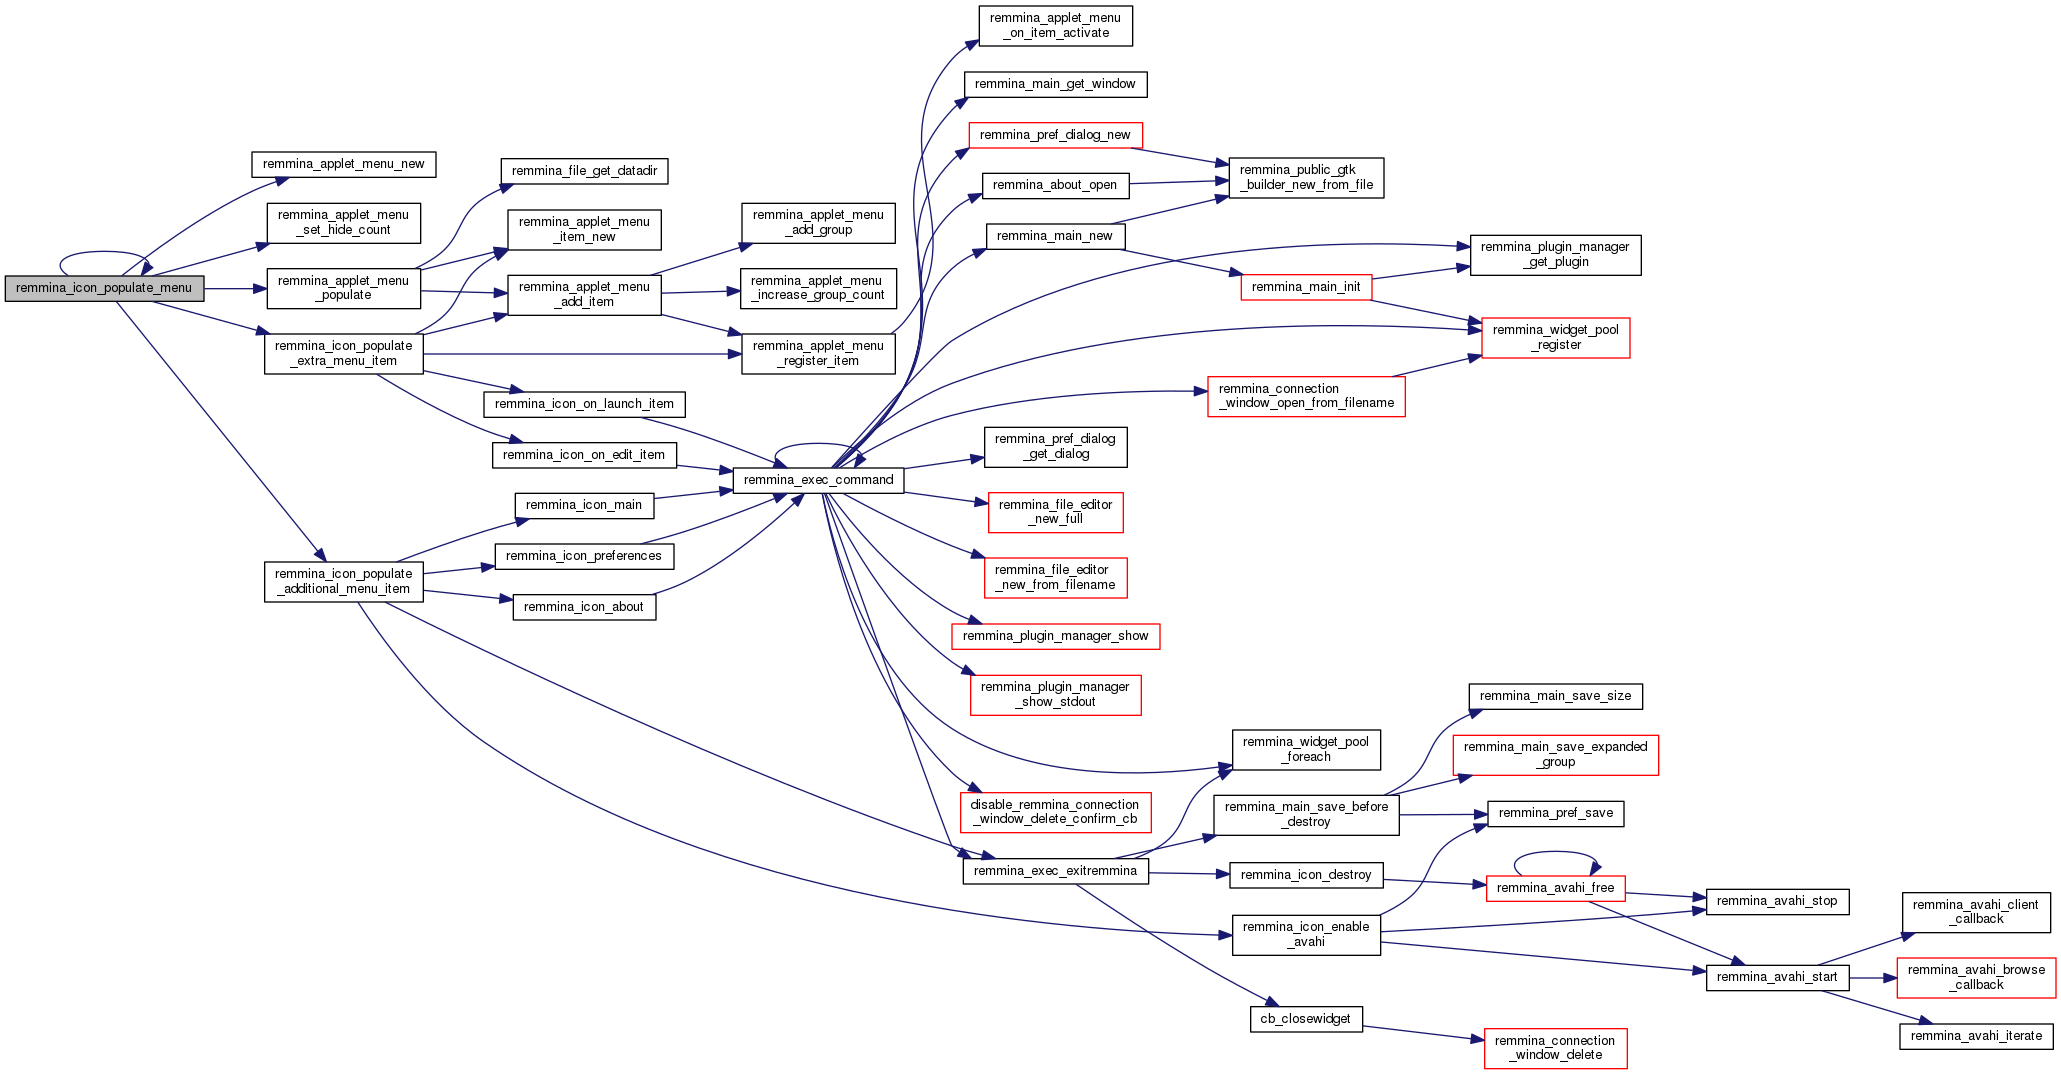 remmina_icon_populate_menu
remmina_applet_menu_new
remmina_applet_menu
_set_hide_count
remmina_applet_menu
_populate
remmina_icon_populate
_extra_menu_item
remmina_icon_populate
_additional_menu_item
remmina_file_get_datadir
remmina_applet_menu
_item_new
remmina_applet_menu
_add_item
remmina_icon_on_launch_item
remmina_icon_on_edit_item
remmina_icon_main
remmina_icon_preferences
remmina_icon_about
remmina_applet_menu
_add_group
remmina_applet_menu
_increase_group_count
remmina_applet_menu
_register_item
remmina_exec_command
remmina_applet_menu
_on_item_activate
remmina_main_get_window
remmina_pref_dialog_new
remmina_about_open
remmina_main_new
remmina_pref_dialog
_get_dialog
remmina_file_editor
_new_full
remmina_file_editor
_new_from_filename
remmina_plugin_manager_show
remmina_plugin_manager
_show_stdout
disable_remmina_connection
_window_delete_confirm_cb
remmina_exec_exitremmina
remmina_public_gtk
_builder_new_from_file
remmina_main_init
remmina_connection
_window_open_from_filename
remmina_widget_pool
_foreach
remmina_main_save_before
_destroy
remmina_icon_destroy
remmina_icon_enable
_avahi
cb_closewidget
remmina_plugin_manager
_get_plugin
remmina_widget_pool
_register
remmina_main_save_size
remmina_main_save_expanded
_group
remmina_pref_save
remmina_avahi_free
remmina_connection
_window_delete
remmina_avahi_stop
remmina_avahi_start
remmina_avahi_client
_callback
remmina_avahi_browse
_callback
remmina_avahi_iterate